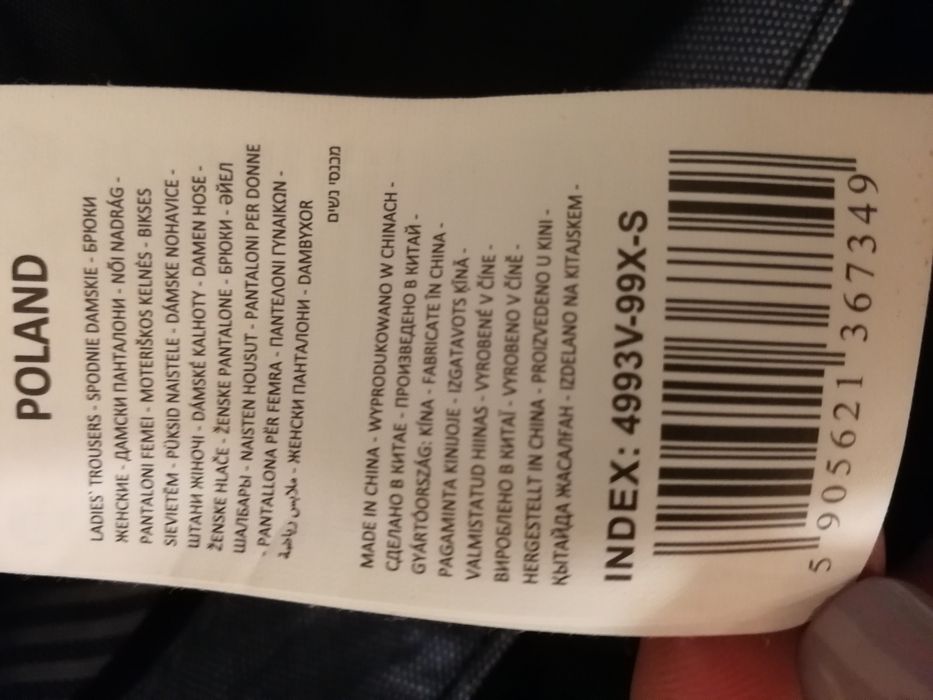 POLAND
LADIES' TROUSERS - SPODNIE DAMSKIE - БРЮКИ
ЖЕНСКИЕ - ДАМСКИ ПАНТАЛОНИ - NŐI NADRÁG -
PANTALONI FEMEI - MOTERIŠKOS KELNĖS - BIKSES
SIEVIETĒM - PÜKSID NAISTELE - DÁMSKE NOHAVICE -
ШТАНИ ЖІНОЧІ - DÁMSKÉ KALHOTY - DAMEN HOSE -
ŽENSKE HLAČE - ŽENSKE PANTALONE - БРЮКИ - ӘЙЕЛ
ШАЛБАРЫ - NAISTEN HOUSUT - PANTALONI PER DONNE
- PANTALLONA PËR FEMRA - ΠΑΝΤΕΛΟΝΙ ΓΥΝΑΙΚΩΝ -
ملابس رياضية - ЖЕНСКИ ПАНТАЛОНИ - DAMBYXOR
מכנסי נשים
MADE IN CHINA - WYPRODUKOWANO W CHINACH -
СДЕЛАНО В КИТАЕ - ПРОИЗВЕДЕНО В КИТАЙ -
GYÁRTÓORSZÁG: KÍNA - FABRICATE ÎN CHINA -
PAGAMINTA KINIJOJE - IZGATAVOTS ĶĪNĀ -
VALMISTATUD HIINAS - VYROBENÉ V ČÍNE -
ВИРОБЛЕНО В КИТАЇ - VYROBENO V ČÍNĚ -
HERGESTELLT IN CHINA - PROIZVEDENO U KINI -
ҚЫТАЙДА ЖАСАЛҒАН - IZDELANO NA KITAJSKEM -
INDEX: 4993V-99X-S
5 905621 367349